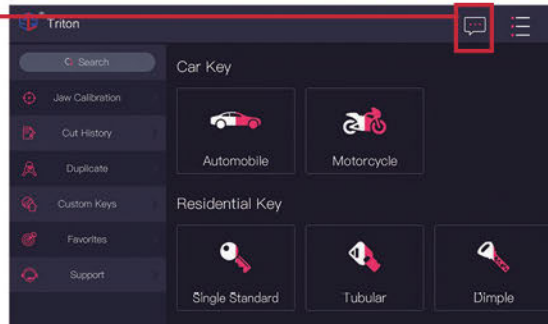 Triton
Search
Jaw Calibration
Cut History
Duplicate
Custom Keys
Favorites
Support
Car Key
Automobile
Motorcycle
Residential Key
Single Standard
Tubular
Dimple